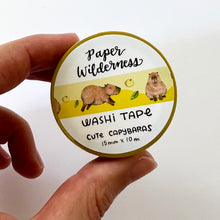 Paper
Wilderness
WASHI TAPE
CUTE CAPYBARAS
15mm x 10m